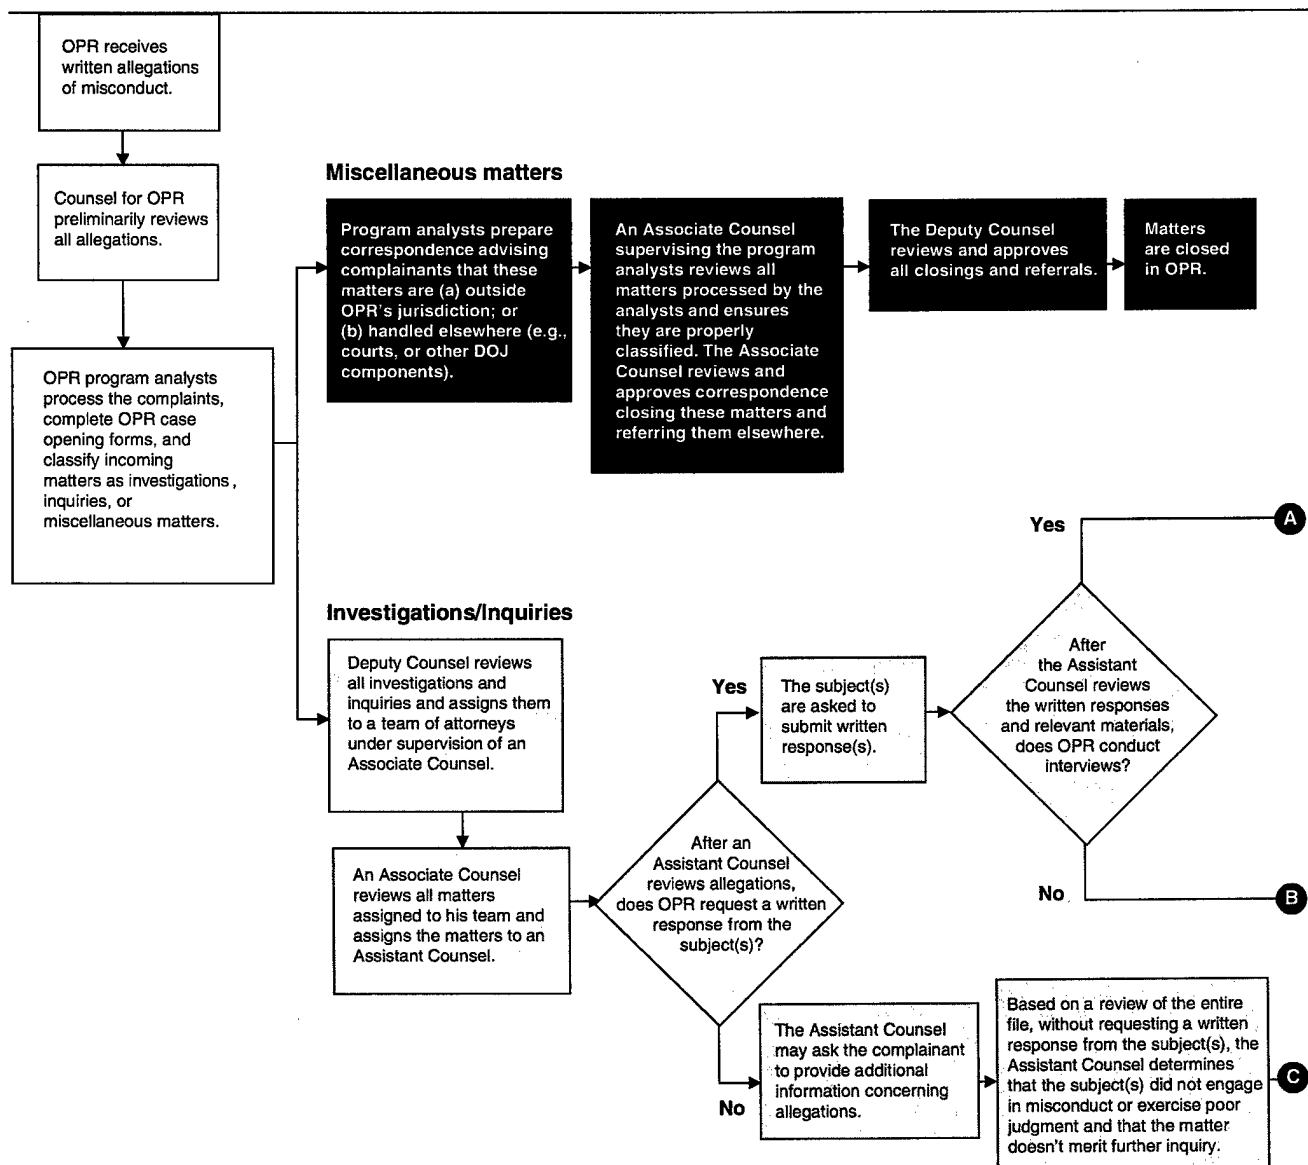 OPR receives
written allegations
of misconduct.
Counsel for OPR
preliminarily reviews
all allegations.
OPR program analysts
process the complaints,
complete OPR case
opening forms, and
classify incoming
matters as investigations,
inquiries, or
miscellaneous matters.
Miscellaneous matters
Program analysts prepare
correspondence advising
complainants that these
matters are (a) outside
OPR's jurisdiction; or
(b) handled elsewhere (e.g.,
courts, or other DOJ
components).
An Associate Counsel
supervising the program
analysts reviews all
matters processed by the
analysts and ensures
they are properly
classified. The Associate
Counsel reviews and
approves correspondence
closing these matters and
referring them elsewhere.
The Deputy Counsel
reviews and approves
all closings and referrals.
Matters
are closed
in OPR.
Investigations/Inquiries
Deputy Counsel reviews
all investigations and
inquiries and assigns them
to a team of attorneys
under supervision of an
Associate Counsel.
An Associate Counsel
reviews all matters
assigned to his team and
assigns the matters to an
Assistant Counsel.
After an
Assistant Counsel
reviews allegations,
does OPR request a written
response from the
subject(s)?
Yes
The subject(s)
are asked to
submit written
response(s).
After
the Assistant
Counsel reviews
the written responses
and relevant materials,
does OPR conduct
interviews?
Yes
A
No
B
No
The Assistant Counsel
may ask the complainant
to provide additional
information concerning
allegations.
Based on a review of the entire
file, without requesting a written
response from the subject(s), the
Assistant Counsel determines
that the subject(s) did not engage
in misconduct or exercise poor
judgment and that the matter
doesn't merit further inquiry.
C